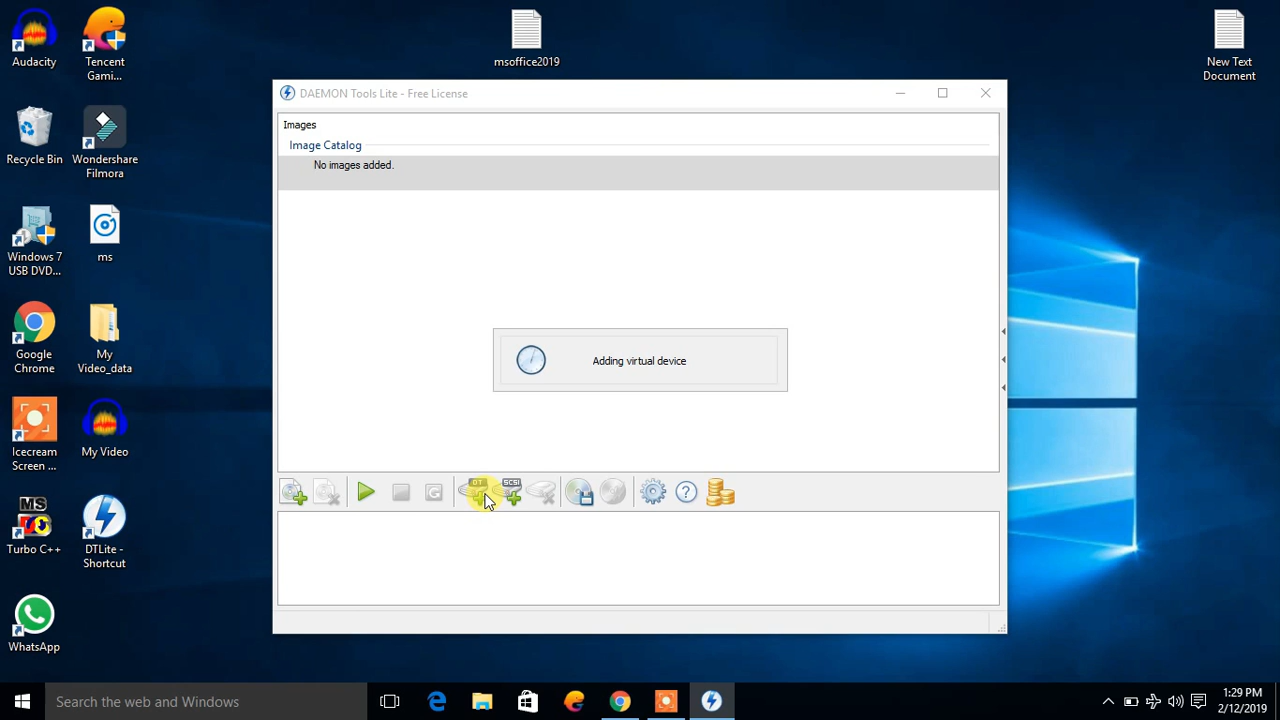 Audacity
Tencent
Gami...
msoffice2019
New Text
Document
DAEMON Tools Lite - Free License
Images
Image Catalog
No images added.
Recycle Bin
Wondershare
Filmora
Windows 7
USB DVD...
ms
Google
Chrome
My
Video_data
Adding virtual device
Icecream
Screen ...
My Video
DT
SCSI
MS
Turbo C++
DTLite -
Shortcut
WhatsApp
Search the web and Windows
1:29 PM
2/12/2019